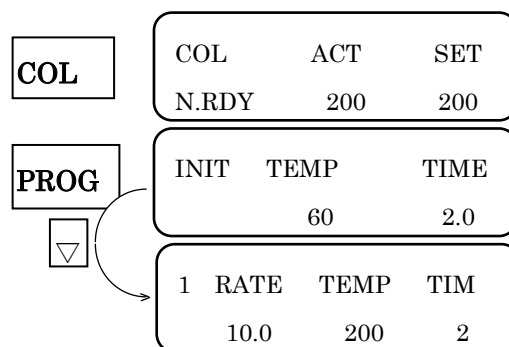 COL
COL ACT SET
N.RDY 200 200
PROG
INIT TEMP TIME
60 2.0
1 RATE TEMP TIM
10.0 200 2